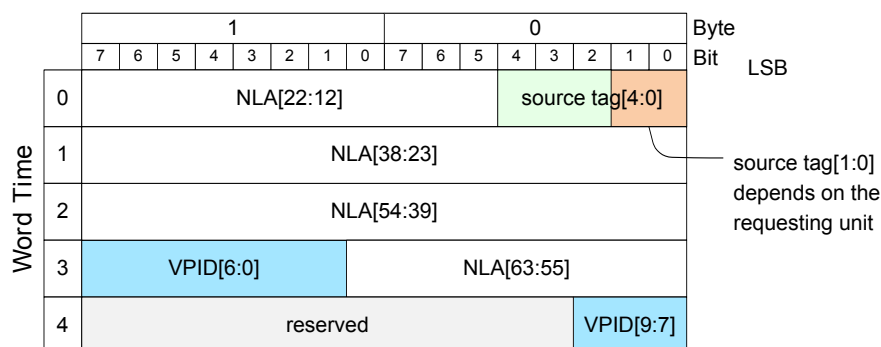 1 0 Byte
7 6 5 4 3 2 1 0 7 6 5 4 3 2 1 0 Bit
LSB
0 NLA[22:12] source tag[4:0]
1 NLA[38:23]
2 NLA[54:39]
3 VPID[6:0] NLA[63:55]
4 reserved VPID[9:7]
Word Time
source tag[1:0]
depends on the
requesting unit